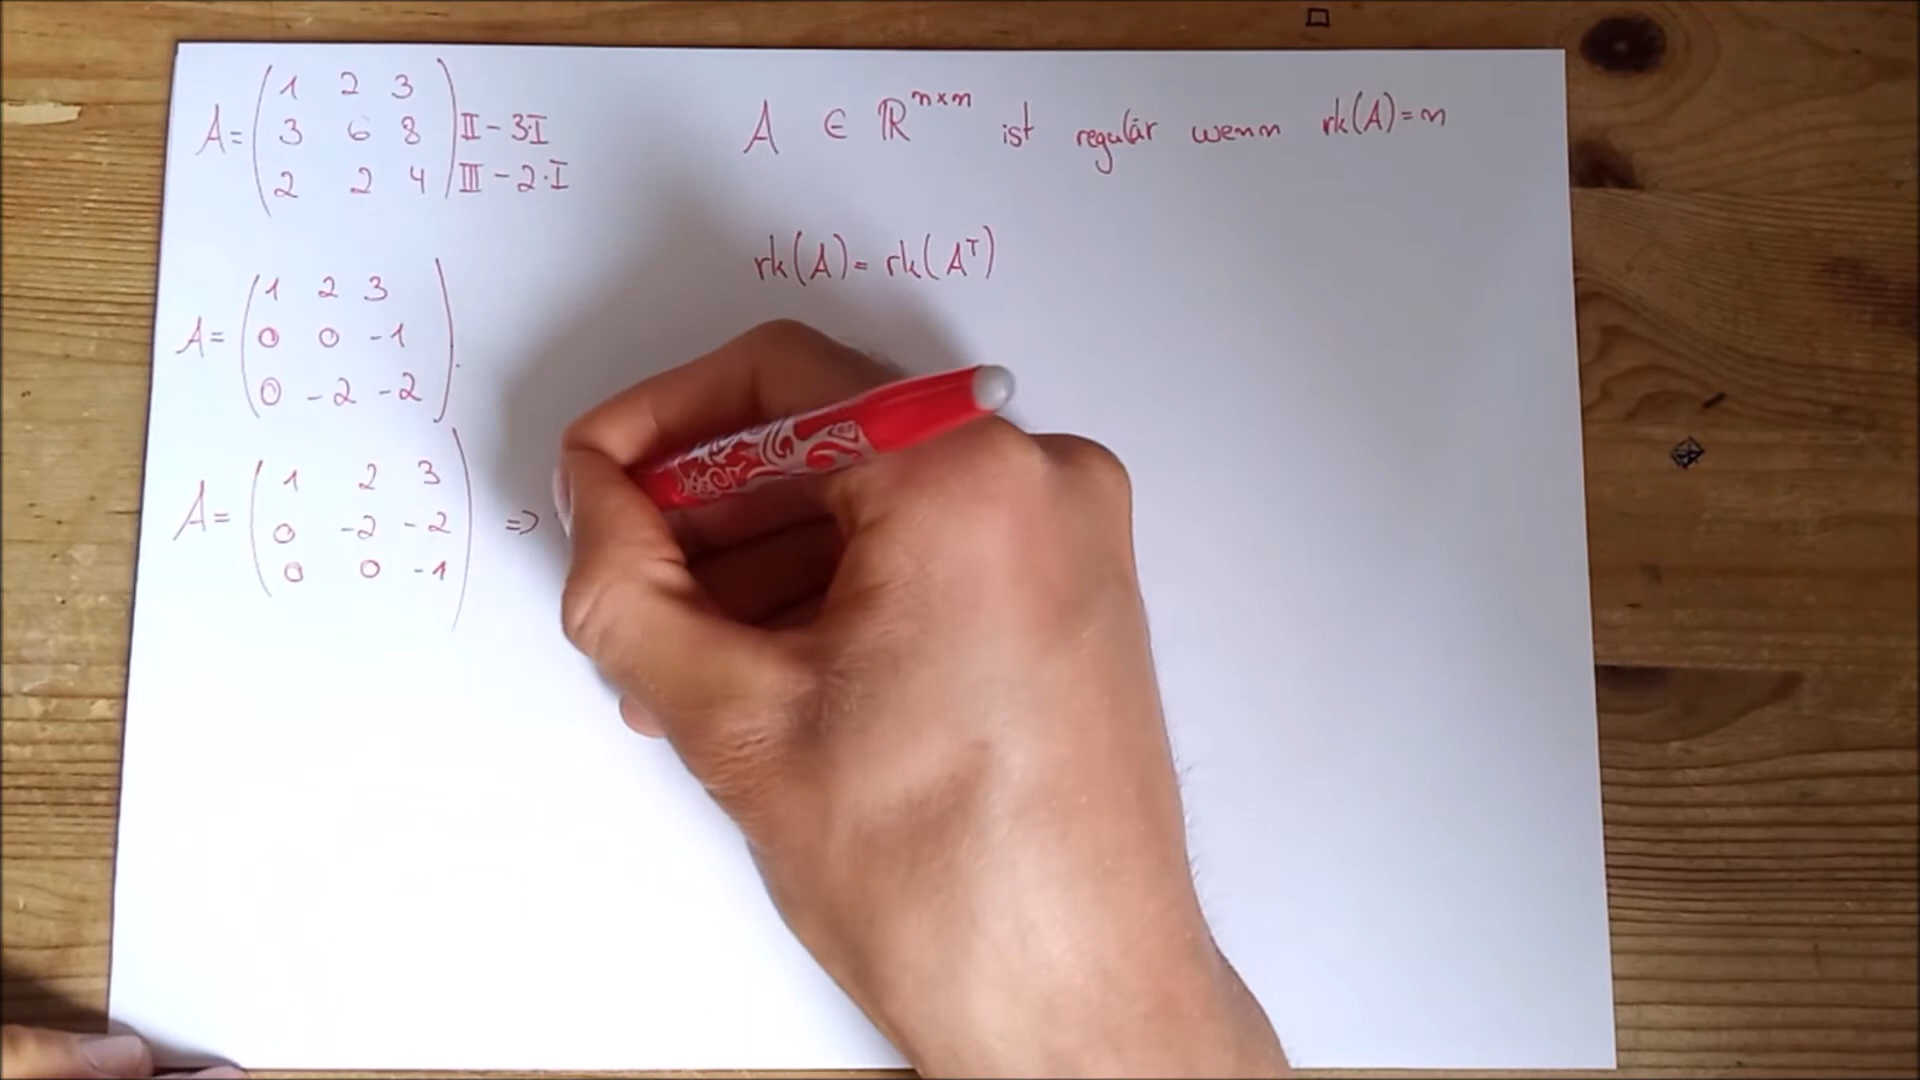 A = ( 1 2 3
3 6 8 ) II - 3·I
2 2 4 ) III - 2·I
A = ( 1 2 3
0 0 -1
0 -2 -2 )
A = ( 1 2 3
0 -2 -2
0 0 -1 ) =>
A ∈ ℝ^{n×n} ist regulär wenn rk(A) = n
rk(A) = rk(A^T)